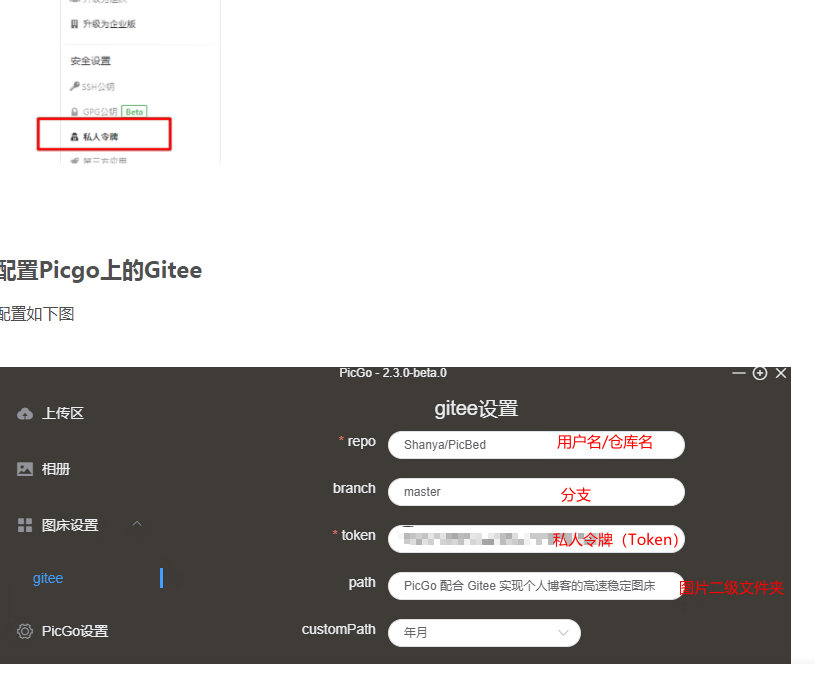 升级为企业版
安全设置
SSH公钥
GPG公钥 Beta
私人令牌
第三方应用
配置Picgo上的Gitee
配置如下图
PicGo - 2.3.0-beta.0
上传区
相册
图床设置
gitee
PicGo设置
gitee设置
* repo Shanya/PicBed 用户名/仓库名
branch master 分支
* token 私人令牌（Token）
path PicGo 配合 Gitee 实现个人博客的高速稳定图床 图片二级文件夹
customPath 年月